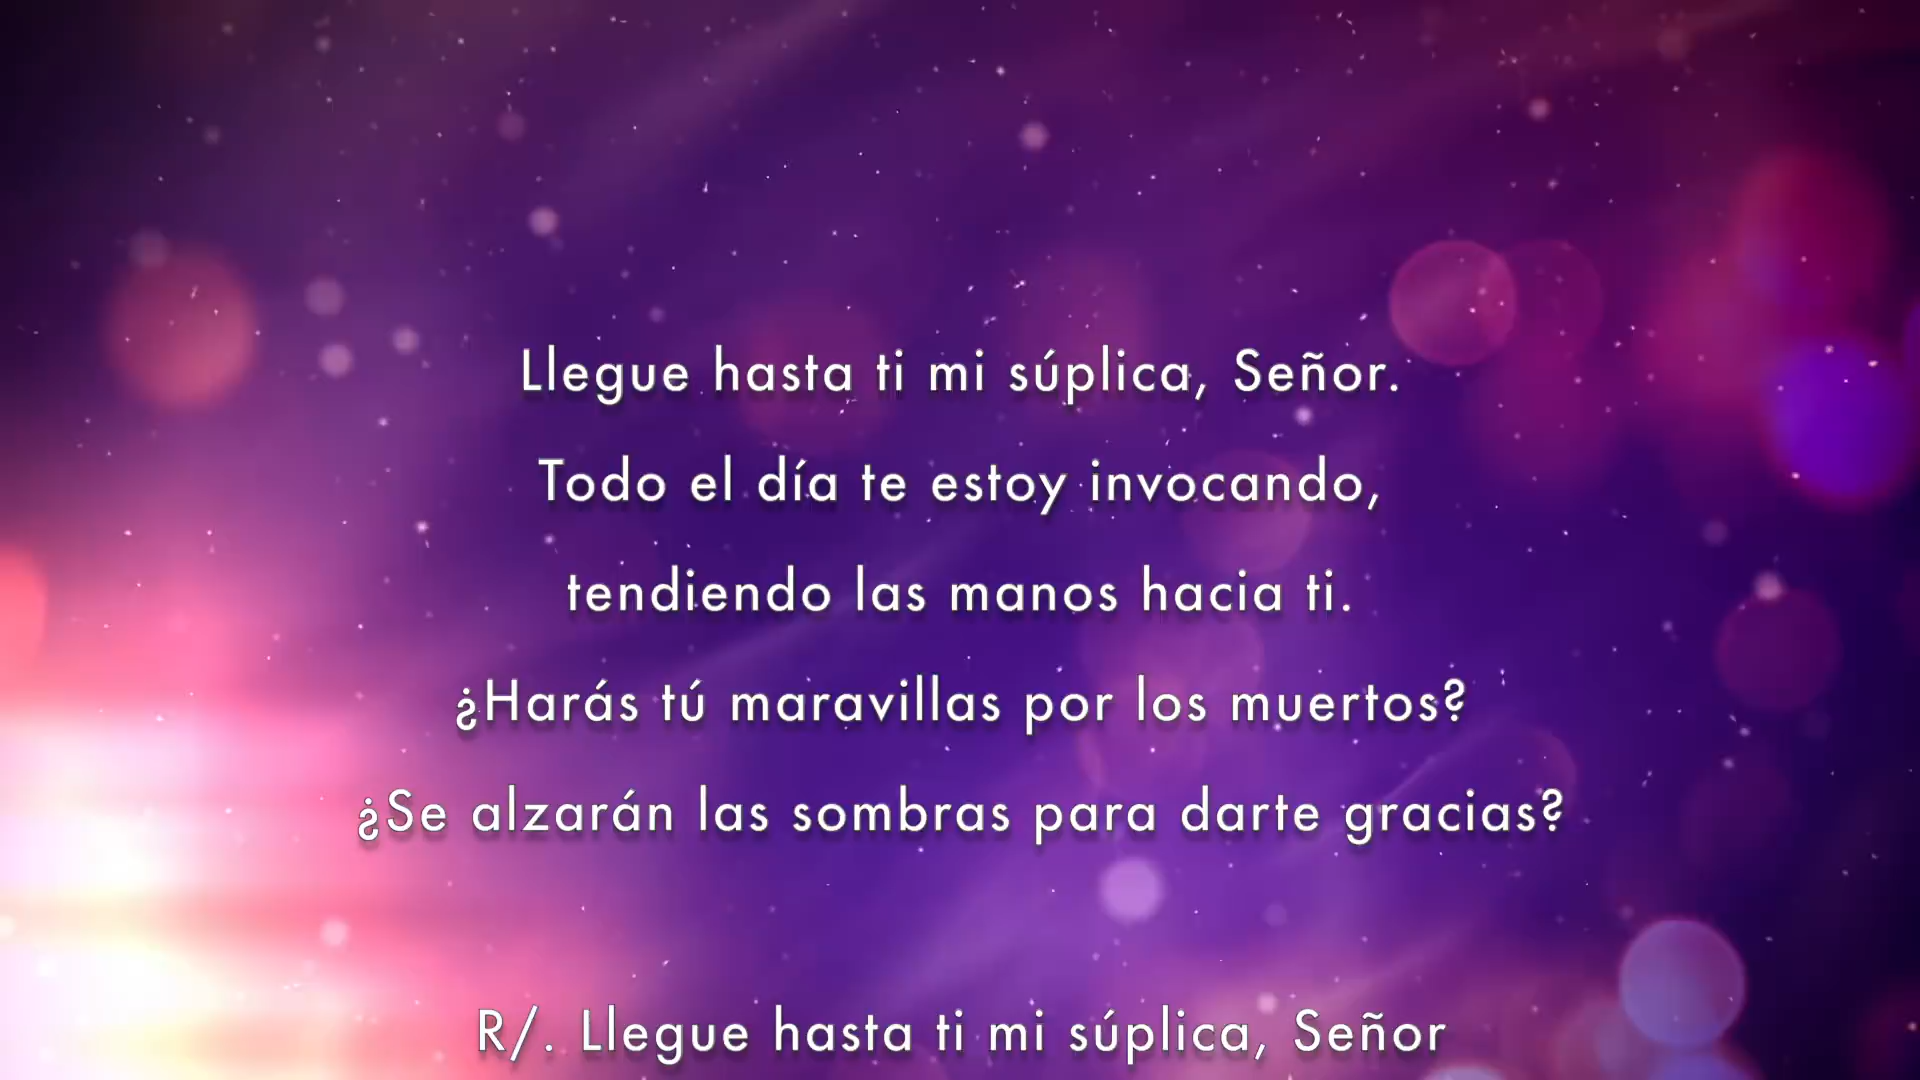 Llegue hasta ti mi súplica, Señor.
Todo el día te estoy invocando,
tendiendo las manos hacia ti.
¿Harás tú maravillas por los muertos?
¿Se alzarán las sombras para darte gracias?
R/. Llegue hasta ti mi súplica, Señor